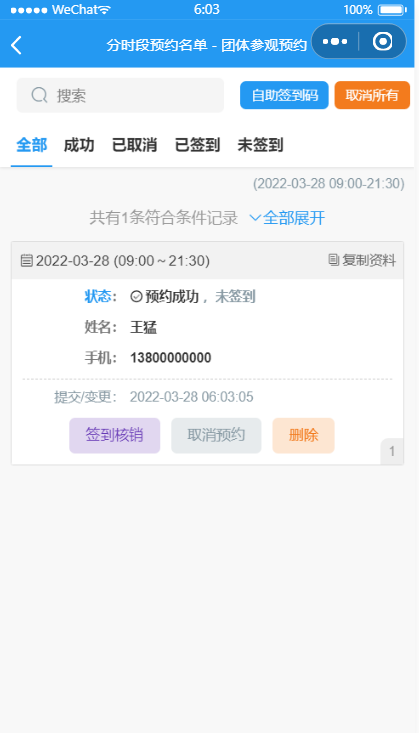 WeChat 6:03 100%
分时段预约名单 - 团体参观预约
搜索 自助签到码 取消所有
全部 成功 已取消 已签到 未签到
(2022-03-28 09:00-21:30)
共有1条符合条件记录 全部展开
2022-03-28 (09:00～21:30) 复制资料
状态： 预约成功 ，未签到
姓名： 王猛
手机： 13800000000
提交/变更： 2022-03-28 06:03:05
签到核销 取消预约 删除
1